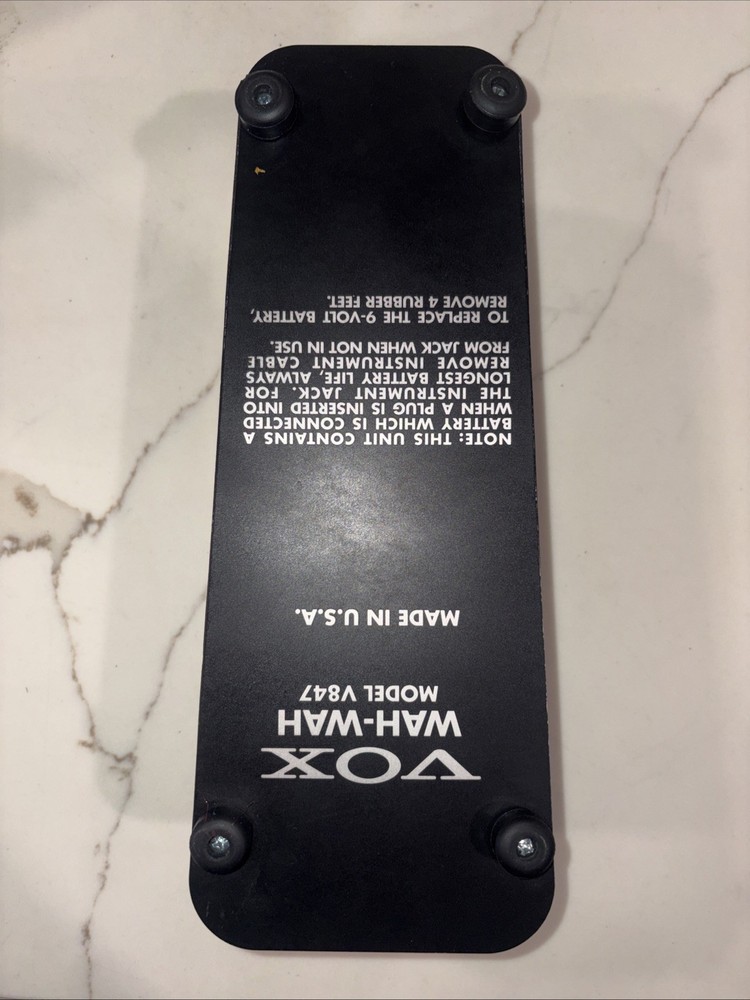 VOX
WAH-WAH
MODEL V847
MADE IN U.S.A.
NOTE: THIS UNIT CONTAINS A
BATTERY WHICH IS CONNECTED
WHEN A PLUG IS INSERTED INTO
THE INSTRUMENT JACK. FOR
LONGEST BATTERY LIFE, ALWAYS
REMOVE INSTRUMENT CABLE
FROM JACK WHEN NOT IN USE.
TO REPLACE THE 9-VOLT BATTERY,
REMOVE 4 RUBBER FEET.